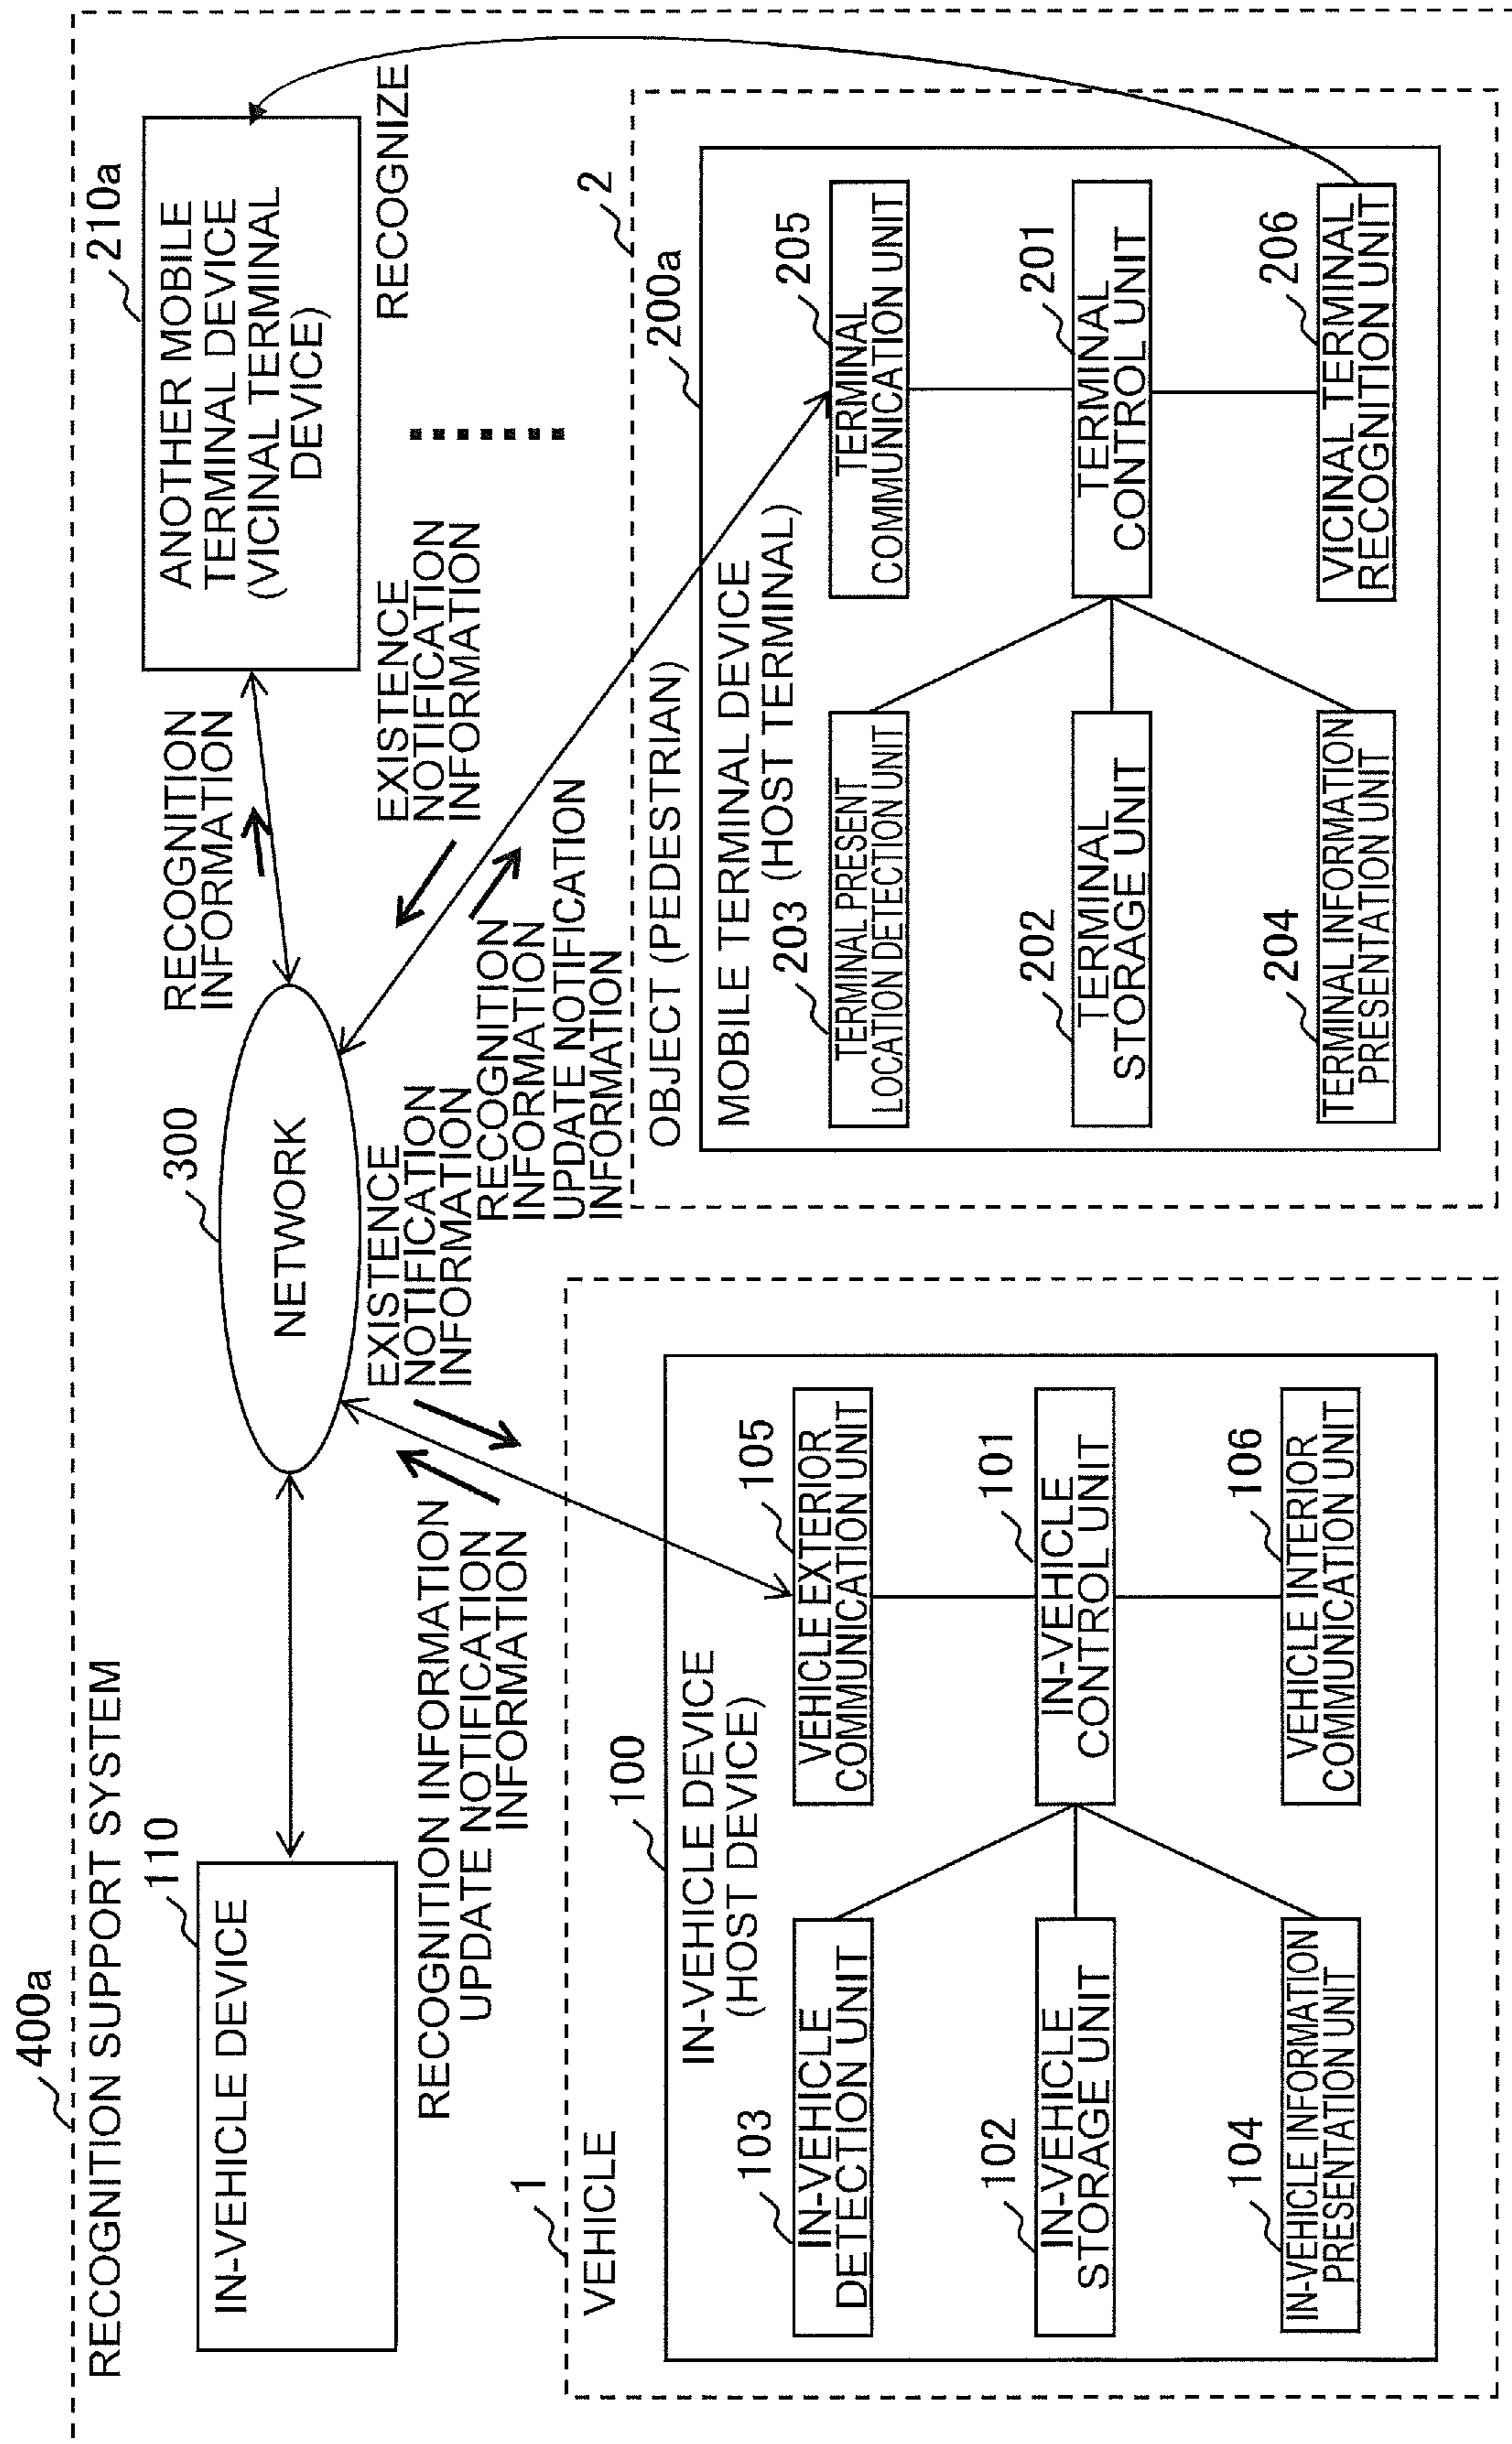 400a
RECOGNITION SUPPORT SYSTEM
110
IN-VEHICLE DEVICE
300
NETWORK
RECOGNITION
INFORMATION
210a
ANOTHER MOBILE
TERMINAL DEVICE
(VICINAL TERMINAL
DEVICE)
RECOGNIZE
RECOGNITION INFORMATION
UPDATE NOTIFICATION
INFORMATION
EXISTENCE
NOTIFICATION
INFORMATION
RECOGNITION
INFORMATION
UPDATE NOTIFICATION
INFORMATION
EXISTENCE
NOTIFICATION
INFORMATION
1
VEHICLE
100
IN-VEHICLE DEVICE
(HOST DEVICE)
103
IN-VEHICLE
DETECTION UNIT
105
VEHICLE EXTERIOR
COMMUNICATION UNIT
102
IN-VEHICLE
STORAGE UNIT
101
IN-VEHICLE
CONTROL UNIT
104
IN-VEHICLE INFORMATION
PRESENTATION UNIT
106
VEHICLE INTERIOR
COMMUNICATION UNIT
2
OBJECT (PEDESTRIAN)
200a
MOBILE TERMINAL DEVICE
(HOST TERMINAL)
203
TERMINAL PRESENT
LOCATION DETECTION UNIT
205
TERMINAL
COMMUNICATION UNIT
202
TERMINAL
STORAGE UNIT
201
TERMINAL
CONTROL UNIT
204
TERMINAL INFORMATION
PRESENTATION UNIT
206
VICINAL TERMINAL
RECOGNITION UNIT